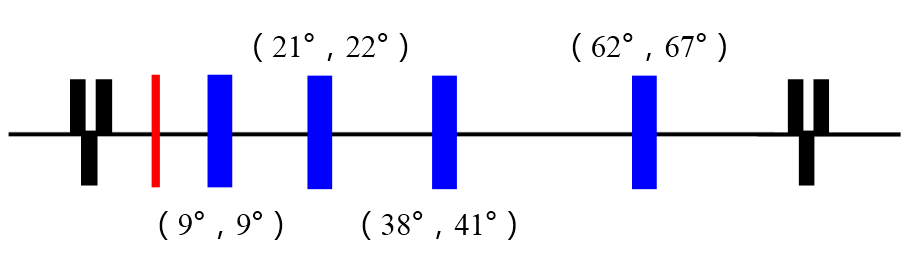 ( 21° , 22° )
( 62° , 67° )
( 9° , 9° )
( 38° , 41° )